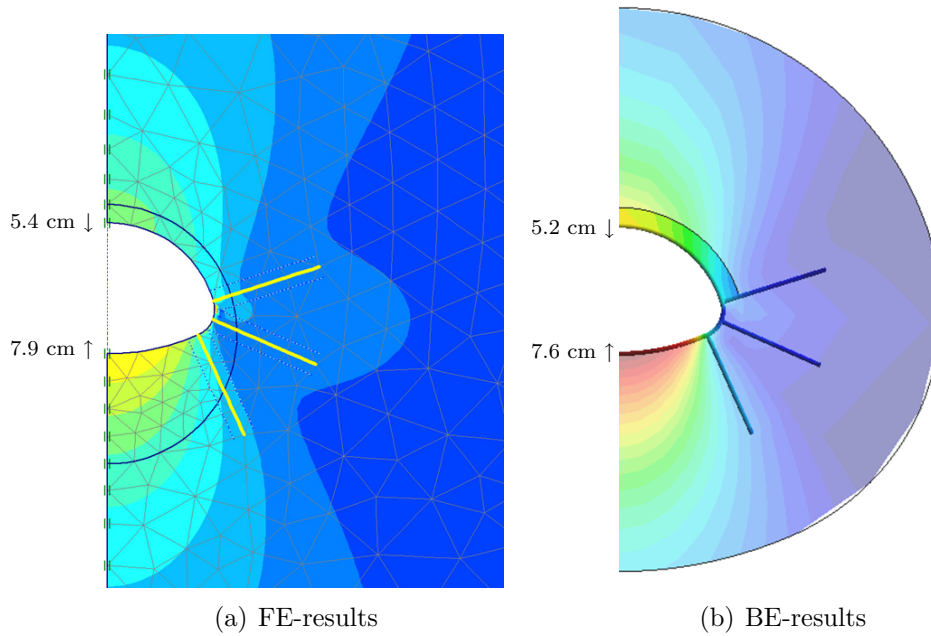 5.4 cm ↓
7.9 cm ↑
5.2 cm ↓
7.6 cm ↑
(a) FE-results
(b) BE-results